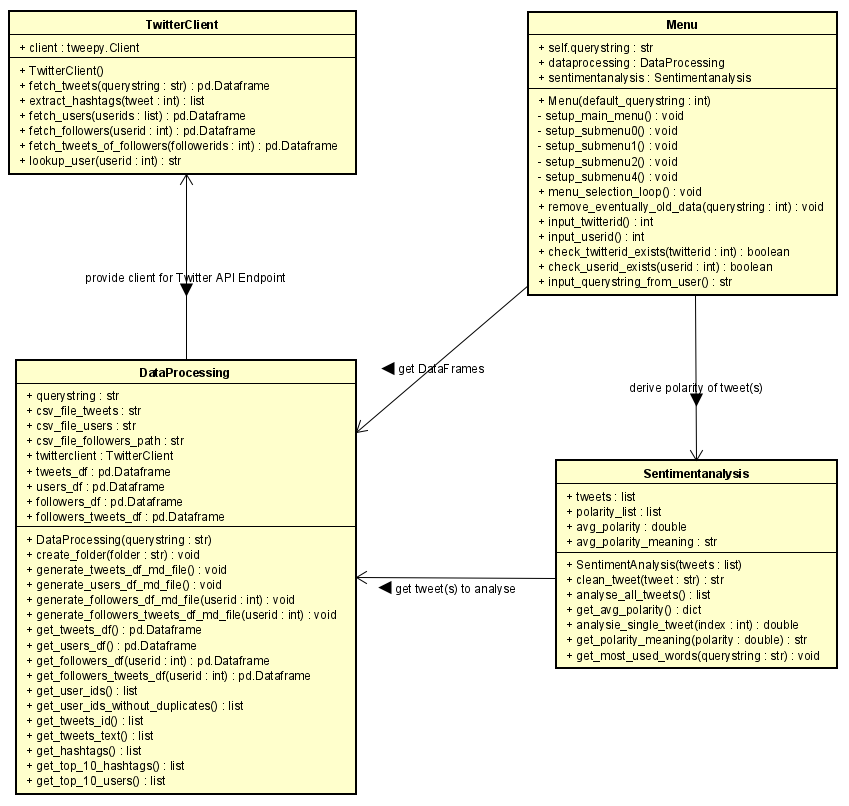 TwitterClient
+ client : tweepy.Client
+ TwitterClient()
+ fetch_tweets(querystring : str) : pd.Dataframe
+ extract_hashtags(tweet : int) : list
+ fetch_users(userids : list) : pd.Dataframe
+ fetch_followers(userid : int) : pd.Dataframe
+ fetch_tweets_of_followers(followerids : int) : pd.Dataframe
+ lookup_user(userid : int) : str
Menu
+ self.querystring : str
+ dataprocessing : DataProcessing
+ sentimentanalysis : Sentimentanalysis
+ Menu(default_querystring : int)
- setup_main_menu() : void
- setup_submenu0() : void
- setup_submenu1() : void
- setup_submenu2() : void
- setup_submenu4() : void
+ menu_selection_loop() : void
+ remove_eventually_old_data(querystring : int) : void
+ input_twitterid() : int
+ input_userid() : int
+ check_twitterid_exists(twitterid : int) : boolean
+ check_userid_exists(userid : int) : boolean
+ input_querystring_from_user() : str
provide client for Twitter API Endpoint
get DataFrames
derive polarity of tweet(s)
DataProcessing
+ querystring : str
+ csv_file_tweets : str
+ csv_file_users : str
+ csv_file_followers_path : str
+ twitterclient : TwitterClient
+ tweets_df : pd.Dataframe
+ users_df : pd.Dataframe
+ followers_df : pd.Dataframe
+ followers_tweets_df : pd.Dataframe
+ DataProcessing(querystring : str)
+ create_folder(folder : str) : void
+ generate_tweets_df_md_file() : void
+ generate_users_df_md_file() : void
+ generate_followers_df_md_file(userid : int) : void
+ generate_followers_tweets_df_md_file(userid : int) : void
+ get_tweets_df() : pd.Dataframe
+ get_users_df() : pd.Dataframe
+ get_followers_df(userid : int) : pd.Dataframe
+ get_followers_tweets_df(userid : int) : pd.Dataframe
+ get_user_ids() : list
+ get_user_ids_without_duplicates() : list
+ get_tweets_id() : list
+ get_tweets_text() : list
+ get_hashtags() : list
+ get_top_10_hashtags() : list
+ get_top_10_users() : list
get tweet(s) to analyse
Sentimentanalysis
+ tweets : list
+ polarity_list : list
+ avg_polarity : double
+ avg_polarity_meaning : str
+ SentimentAnalysis(tweets : list)
+ clean_tweet(tweet : str) : str
+ analyse_all_tweets() : list
+ get_avg_polarity() : dict
+ analysie_single_tweet(index : int) : double
+ get_polarity_meaning(polarity : double) : str
+ get_most_used_words(querystring : str) : void